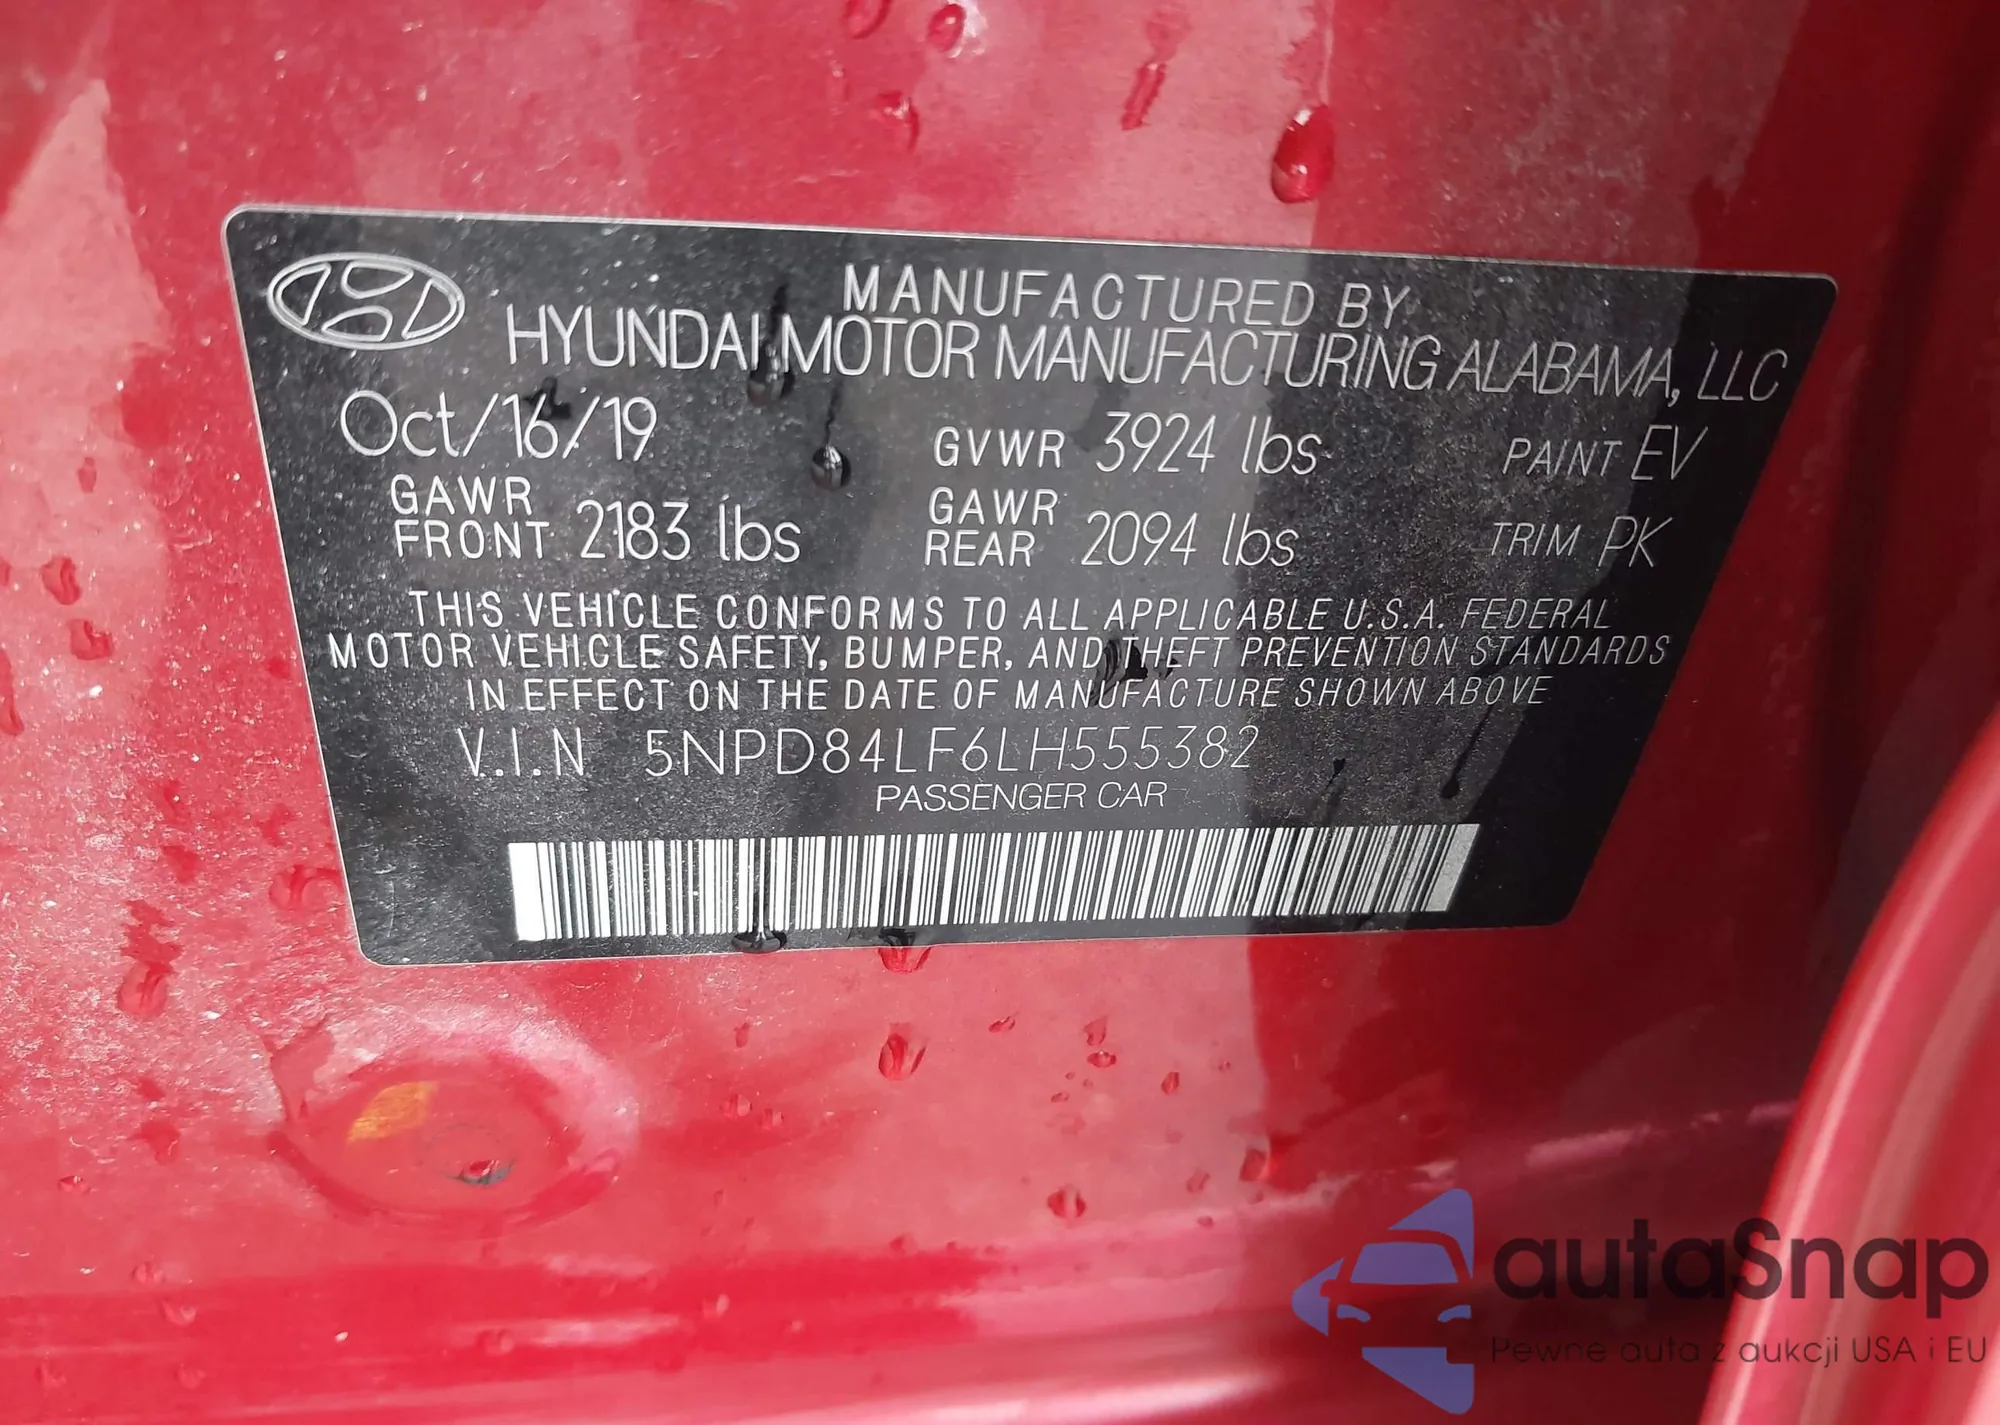 MANUFACTURED BY
HYUNDAI MOTOR MANUFACTURING ALABAMA, LLC
Oct/16/19 GVWR 3924 lbs PAINT EV
GAWR FRONT 2183 lbs GAWR REAR 2094 lbs TRIM PK
THIS VEHICLE CONFORMS TO ALL APPLICABLE U.S.A. FEDERAL
MOTOR VEHICLE SAFETY, BUMPER, AND THEFT PREVENTION STANDARDS
IN EFFECT ON THE DATE OF MANUFACTURE SHOWN ABOVE
V.I.N 5NPD84LF6LH555382
PASSENGER CAR
autaSnap
Pewne auta z aukcji USA i EU